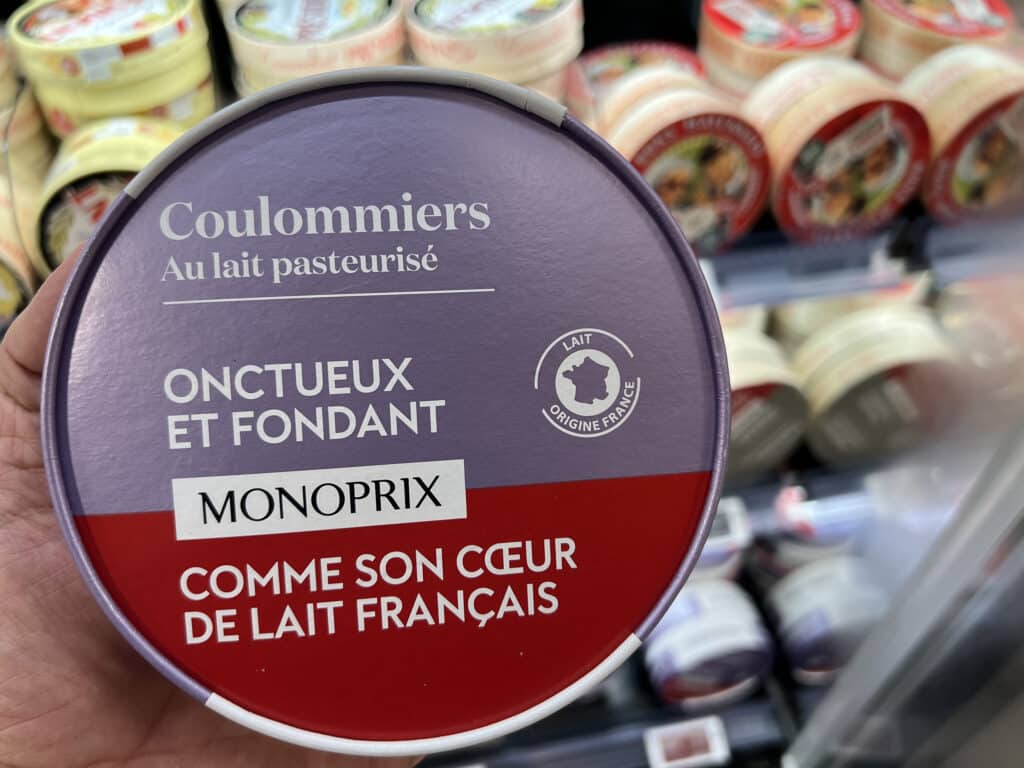 Coulommiers
Au lait pasteurisé
ONCTUEUX
ET FONDANT
LAIT
ORIGINE FRANCE
MONOPRIX
COMME SON CŒUR
DE LAIT FRANÇAIS